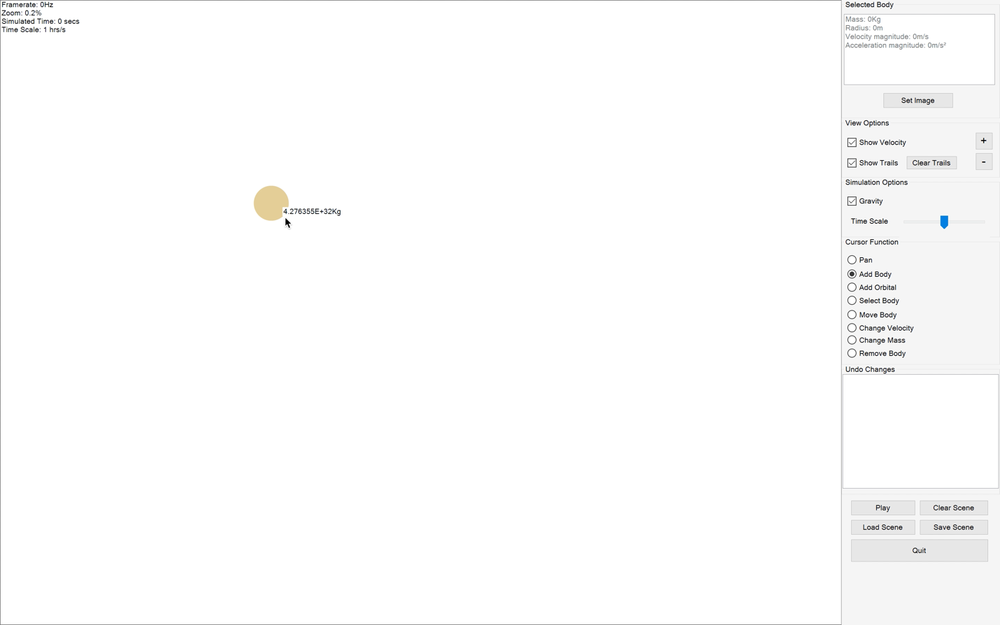 Framerate: 0Hz
Zoom: 0.2%
Simulated Time: 0 secs
Time Scale: 1 hrs/s
4.276355E+32Kg
Selected Body
Mass: 0Kg
Radius: 0m
Velocity magnitude: 0m/s
Acceleration magnitude: 0m/s²
Set Image
View Options
Show Velocity
+
Show Trails
Clear Trails
-
Simulation Options
Gravity
Time Scale
Cursor Function
Pan
Add Body
Add Orbital
Select Body
Move Body
Change Velocity
Change Mass
Remove Body
Undo Changes
Play
Clear Scene
Load Scene
Save Scene
Quit